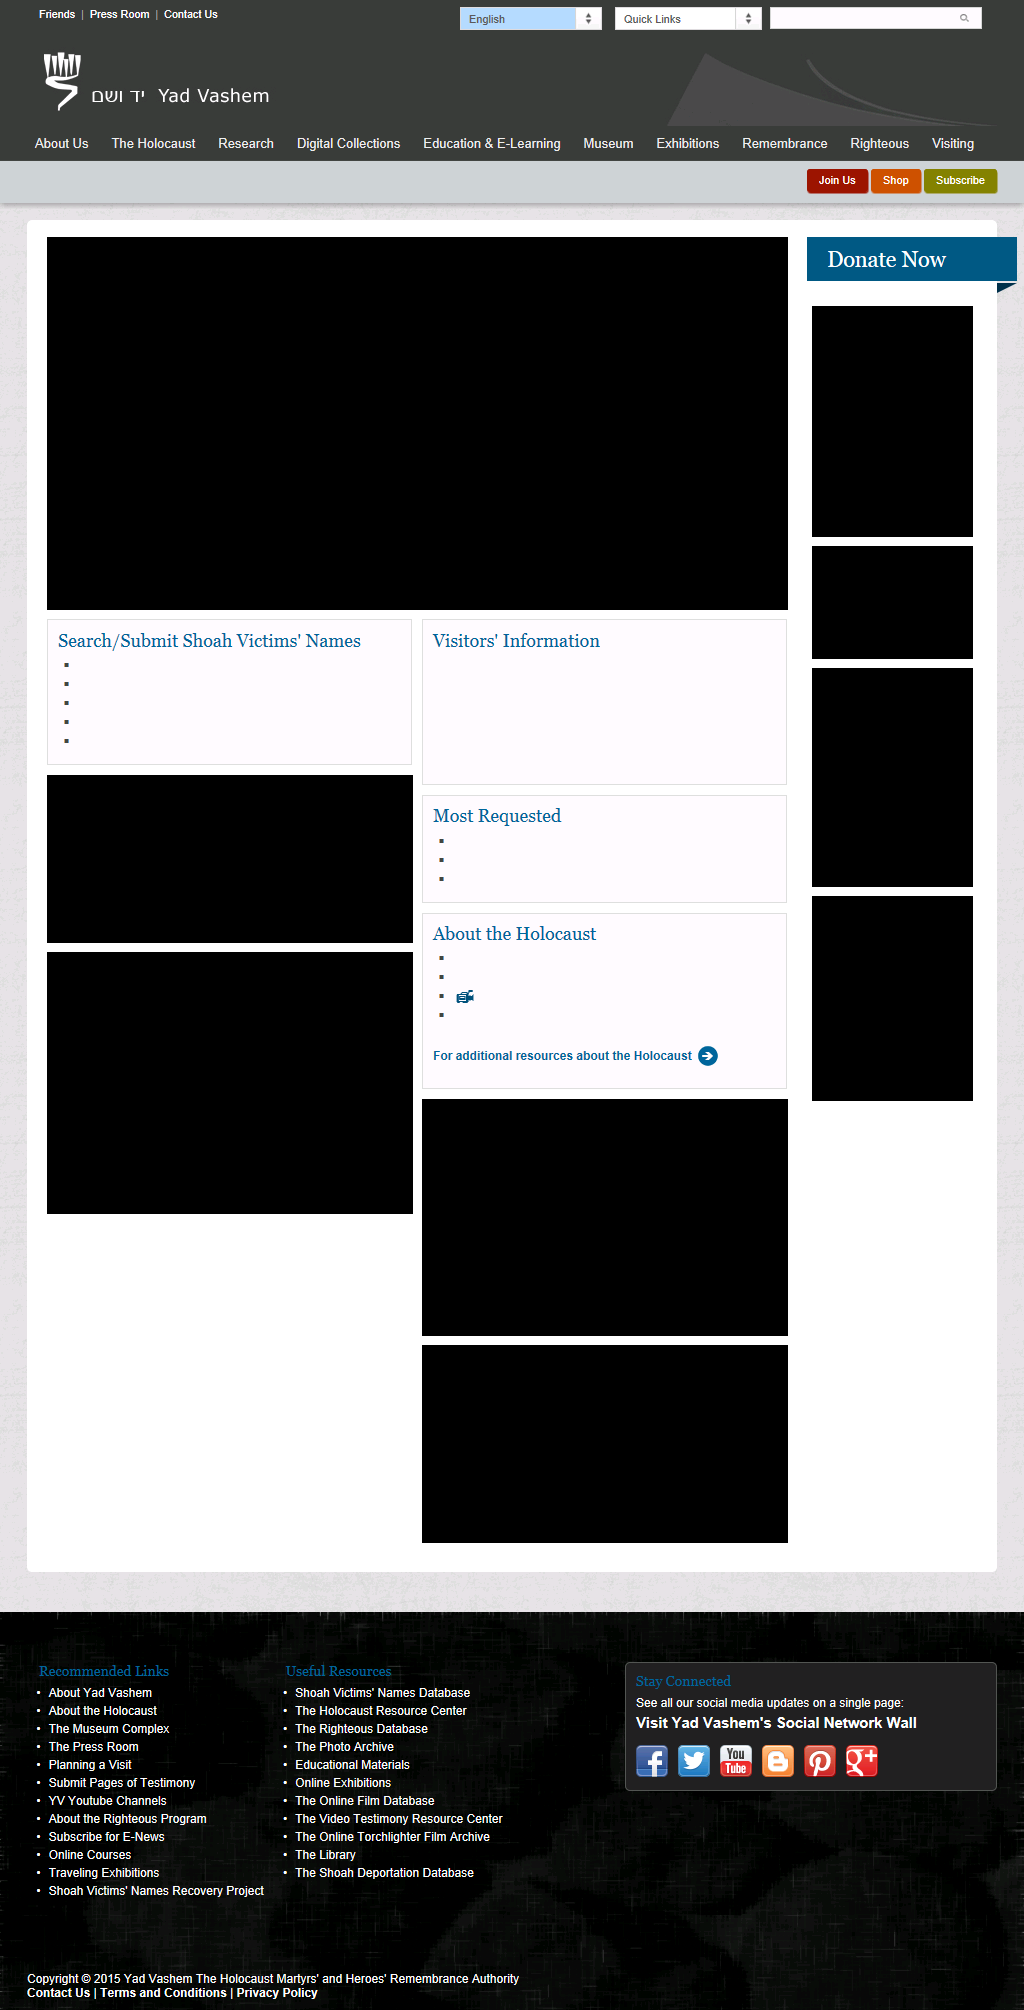 Friends | Press Room | Contact Us
English
Quick Links
יד ושם Yad Vashem
About Us The Holocaust Research Digital Collections Education & E-Learning Museum Exhibitions Remembrance Righteous Visiting
Join Us Shop Subscribe
Donate Now
Search/Submit Shoah Victims' Names
Visitors' Information
Most Requested
About the Holocaust
For additional resources about the Holocaust
Recommended Links
About Yad Vashem
About the Holocaust
The Museum Complex
The Press Room
Planning a Visit
Submit Pages of Testimony
YV Youtube Channels
About the Righteous Program
Subscribe for E-News
Online Courses
Traveling Exhibitions
Shoah Victims' Names Recovery Project
Useful Resources
Shoah Victims' Names Database
The Holocaust Resource Center
The Righteous Database
The Photo Archive
Educational Materials
Online Exhibitions
The Online Film Database
The Video Testimony Resource Center
The Online Torchlighter Film Archive
The Library
The Shoah Deportation Database
Stay Connected
See all our social media updates on a single page:
Visit Yad Vashem's Social Network Wall
You
Tube
Copyright © 2015 Yad Vashem The Holocaust Martyrs' and Heroes' Remembrance Authority
Contact Us | Terms and Conditions | Privacy Policy